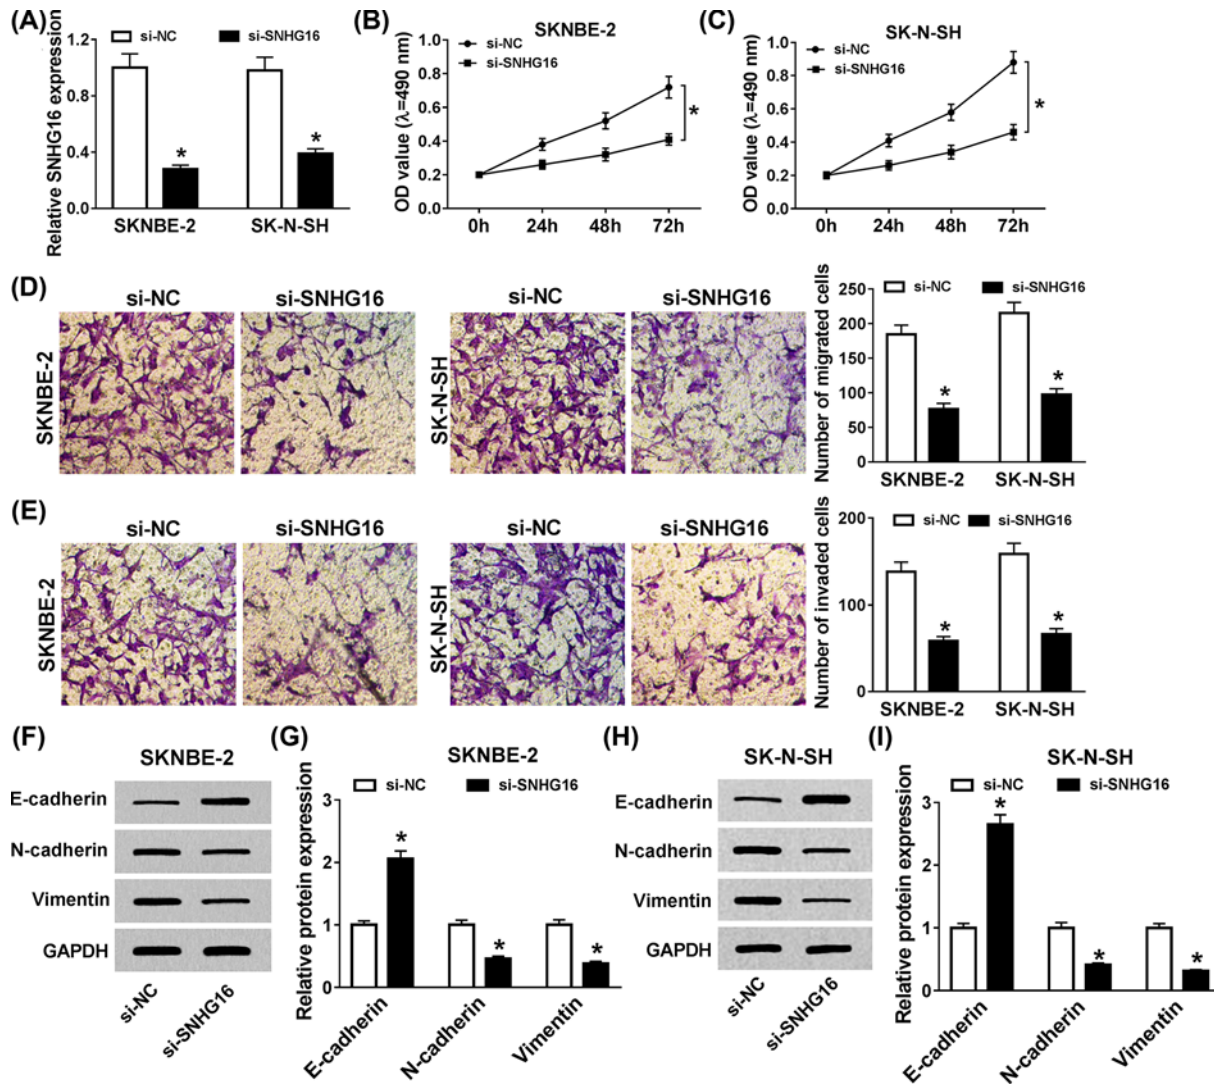 (A)
si-NC
si-SNHG16
Relative SNHG16 expression
1.2
0.8
0.4
0.0
*
*
SKNBE-2
SK-N-SH
(B)
SKNBE-2
si-NC
si-SNHG16
OD value (λ=490 nm)
1.0
0.8
0.6
0.4
0.2
0.0
*
0h
24h
48h
72h
(C)
SK-N-SH
si-NC
si-SNHG16
OD value (λ=490 nm)
1.0
0.8
0.6
0.4
0.2
0.0
*
0h
24h
48h
72h
(D)
si-NC
si-SNHG16
si-NC
si-SNHG16
SKNBE-2
SK-N-SH
si-NC
si-SNHG16
Number of migrated cells
250
200
150
100
50
0
*
*
SKNBE-2
SK-N-SH
(E)
si-NC
si-SNHG16
si-NC
si-SNHG16
SKNBE-2
SK-N-SH
si-NC
si-SNHG16
Number of invaded cells
200
100
0
*
*
SKNBE-2
SK-N-SH
(F)
SKNBE-2
E-cadherin
N-cadherin
Vimentin
GAPDH
si-NC
si-SNHG16
(G)
SKNBE-2
si-NC
si-SNHG16
Relative protein expression
3
2
1
0
*
*
*
E-cadherin
N-cadherin
Vimentin
(H)
SK-N-SH
E-cadherin
N-cadherin
Vimentin
GAPDH
si-NC
si-SNHG16
(I)
SK-N-SH
si-NC
si-SNHG16
Relative protein expression
3
2
1
0
*
*
*
E-cadherin
N-cadherin
Vimentin